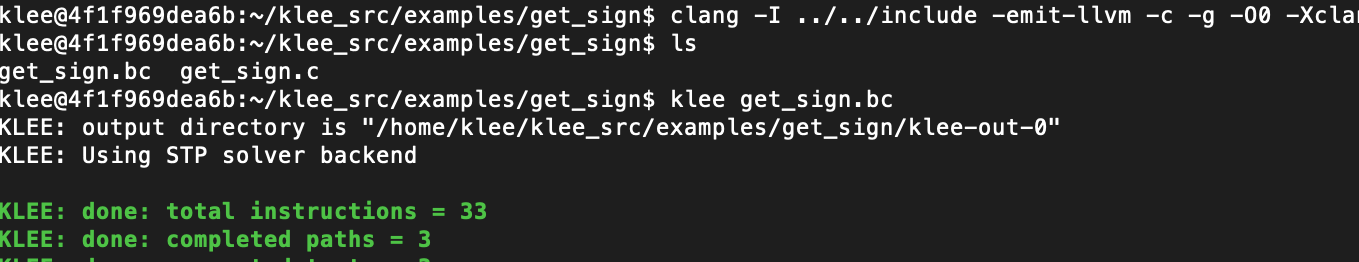 klee@4f1f969dea6b:~/klee_src/examples/get_sign$ clang -I ../../include -emit-llvm -c -g -O0 -Xclan
klee@4f1f969dea6b:~/klee_src/examples/get_sign$ ls
get_sign.bc  get_sign.c
klee@4f1f969dea6b:~/klee_src/examples/get_sign$ klee get_sign.bc
KLEE: output directory is "/home/klee/klee_src/examples/get_sign/klee-out-0"
KLEE: Using STP solver backend
KLEE: done: total instructions = 33
KLEE: done: completed paths = 3